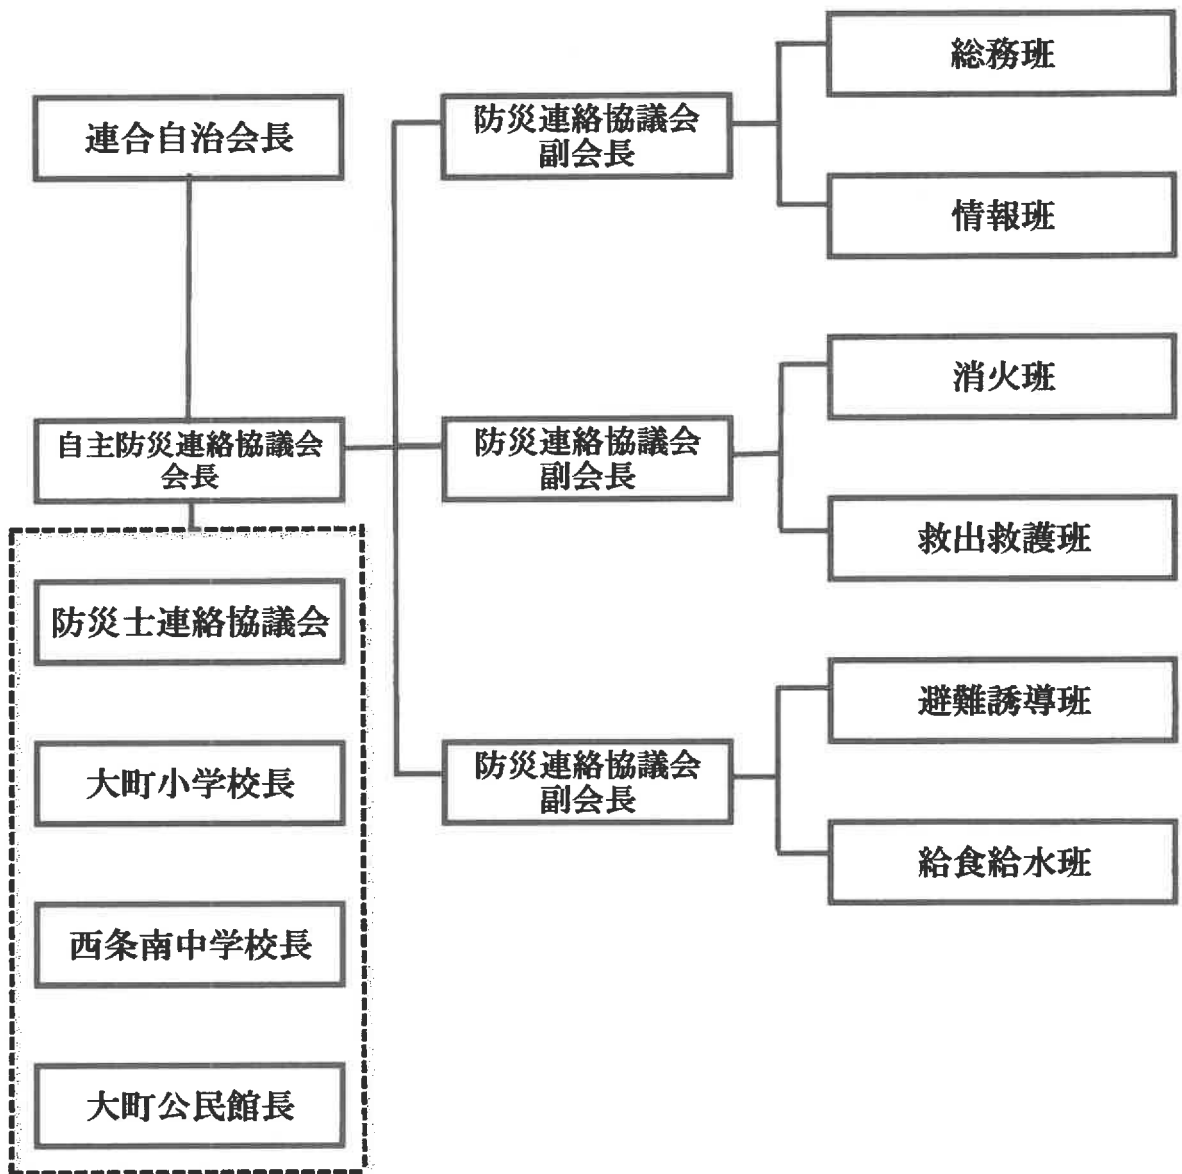 連合自治会長
自主防災連絡協議会
会長
防災士連絡協議会
大町小学校長
西条南中学校長
大町公民館長
防災連絡協議会
副会長
防災連絡協議会
副会長
防災連絡協議会
副会長
総務班
情報班
消火班
救出救護班
避難誘導班
給食給水班